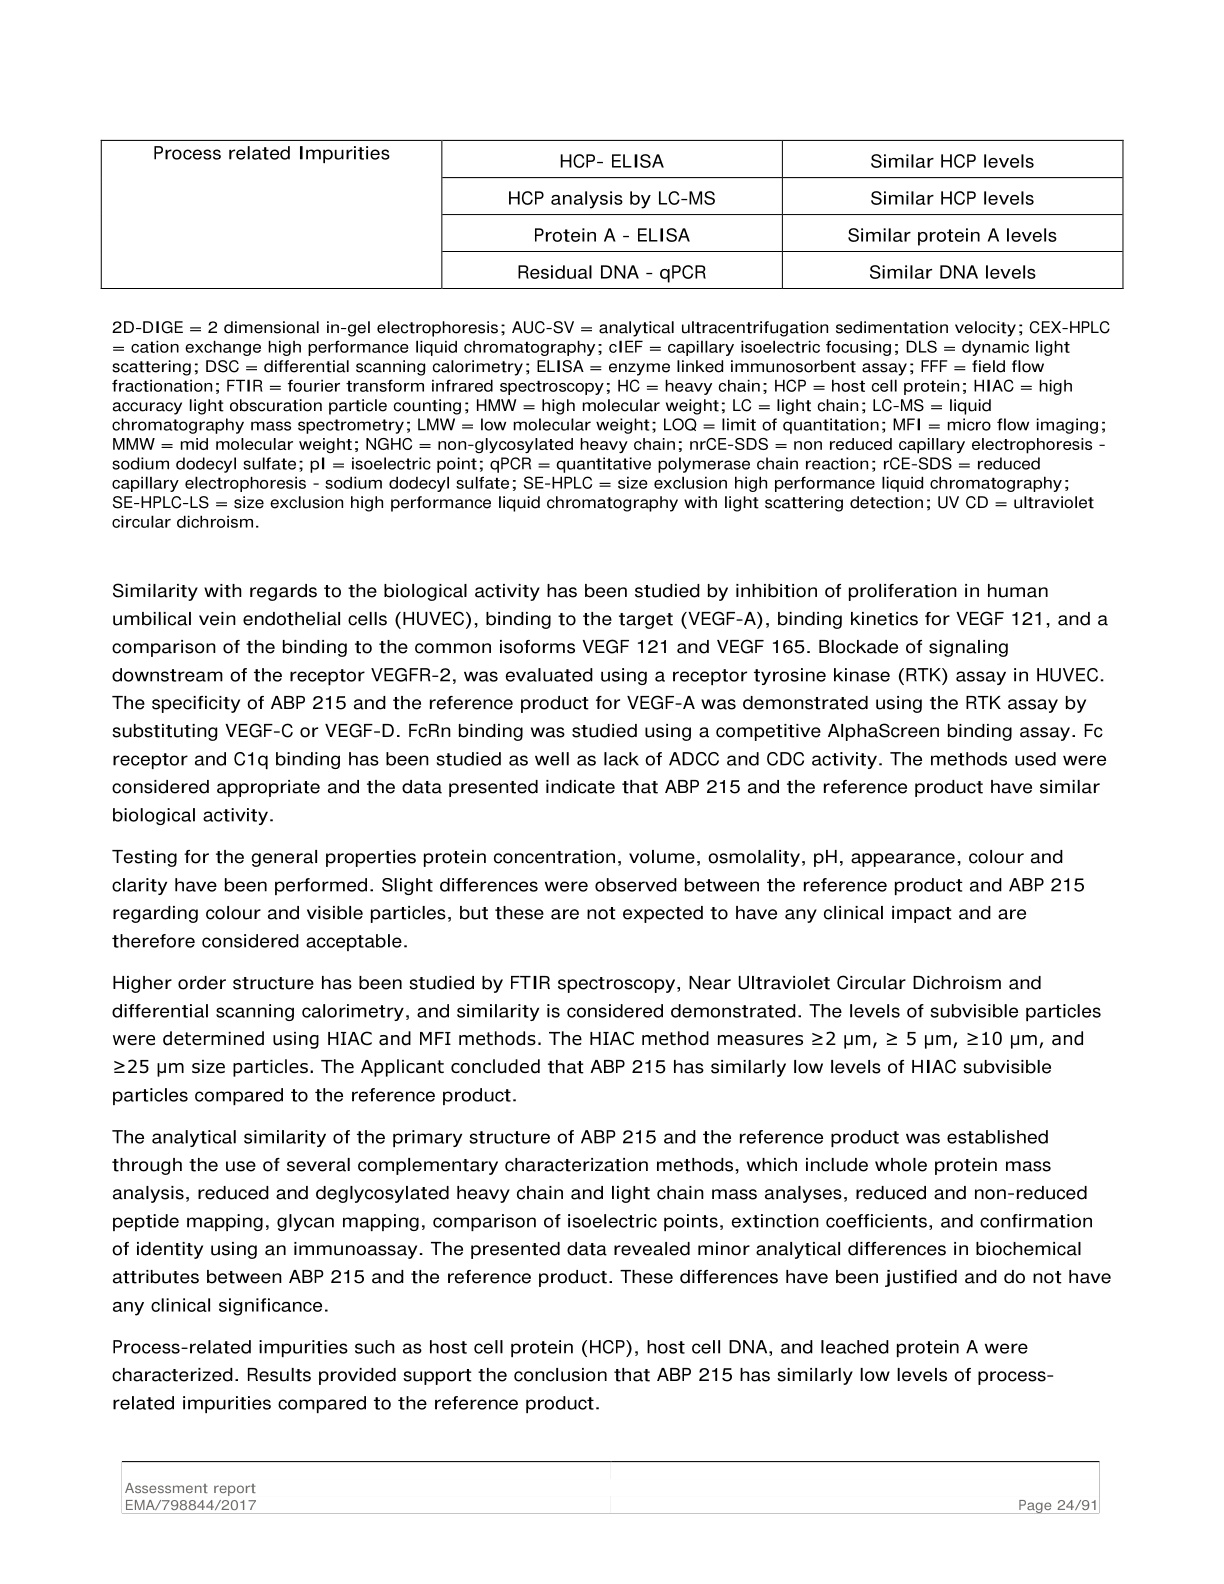 Process related Impurities
HCP- ELISA
Similar HCP levels
HCP analysis by LC-MS
Similar HCP levels
Protein A - ELISA
Similar protein A levels
Residual DNA - qPCR
Similar DNA levels
2D-DIGE = 2 dimensional in-gel electrophoresis; AUC-SV = analytical ultracentrifugation sedimentation velocity; CEX-HPLC
= cation exchange high performance liquid chromatography; cIEF = capillary isoelectric focusing; DLS = dynamic light
scattering; DSC = differential scanning calorimetry; ELISA = enzyme linked immunosorbent assay; FFF = field flow
fractionation; FTIR = fourier transform infrared spectroscopy; HC = heavy chain; HCP = host cell protein; HIAC = high
accuracy light obscuration particle counting; HMW = high molecular weight; LC = light chain; LC-MS = liquid
chromatography mass spectrometry; LMW = low molecular weight; LOQ = limit of quantitation; MFI = micro flow imaging;
MMW = mid molecular weight; NGHC = non-glycosylated heavy chain; nrCE-SDS = non reduced capillary electrophoresis -
sodium dodecyl sulfate; pI = isoelectric point; qPCR = quantitative polymerase chain reaction; rCE-SDS = reduced
capillary electrophoresis - sodium dodecyl sulfate; SE-HPLC = size exclusion high performance liquid chromatography;
SE-HPLC-LS = size exclusion high performance liquid chromatography with light scattering detection; UV CD = ultraviolet
circular dichroism.
Similarity with regards to the biological activity has been studied by inhibition of proliferation in human
umbilical vein endothelial cells (HUVEC), binding to the target (VEGF-A), binding kinetics for VEGF 121, and a
comparison of the binding to the common isoforms VEGF 121 and VEGF 165. Blockade of signaling
downstream of the receptor VEGFR-2, was evaluated using a receptor tyrosine kinase (RTK) assay in HUVEC.
The specificity of ABP 215 and the reference product for VEGF-A was demonstrated using the RTK assay by
substituting VEGF-C or VEGF-D. FcRn binding was studied using a competitive AlphaScreen binding assay. Fc
receptor and C1q binding has been studied as well as lack of ADCC and CDC activity. The methods used were
considered appropriate and the data presented indicate that ABP 215 and the reference product have similar
biological activity.
Testing for the general properties protein concentration, volume, osmolality, pH, appearance, colour and
clarity have been performed. Slight differences were observed between the reference product and ABP 215
regarding colour and visible particles, but these are not expected to have any clinical impact and are
therefore considered acceptable.
Higher order structure has been studied by FTIR spectroscopy, Near Ultraviolet Circular Dichroism and
differential scanning calorimetry, and similarity is considered demonstrated. The levels of subvisible particles
were determined using HIAC and MFI methods. The HIAC method measures ≥2 µm, ≥ 5 µm, ≥10 µm, and
≥25 µm size particles. The Applicant concluded that ABP 215 has similarly low levels of HIAC subvisible
particles compared to the reference product.
The analytical similarity of the primary structure of ABP 215 and the reference product was established
through the use of several complementary characterization methods, which include whole protein mass
analysis, reduced and deglycosylated heavy chain and light chain mass analyses, reduced and non-reduced
peptide mapping, glycan mapping, comparison of isoelectric points, extinction coefficients, and confirmation
of identity using an immunoassay. The presented data revealed minor analytical differences in biochemical
attributes between ABP 215 and the reference product. These differences have been justified and do not have
any clinical significance.
Process-related impurities such as host cell protein (HCP), host cell DNA, and leached protein A were
characterized. Results provided support the conclusion that ABP 215 has similarly low levels of process-
related impurities compared to the reference product.
Assessment report
EMA/798844/2017
Page 24/91